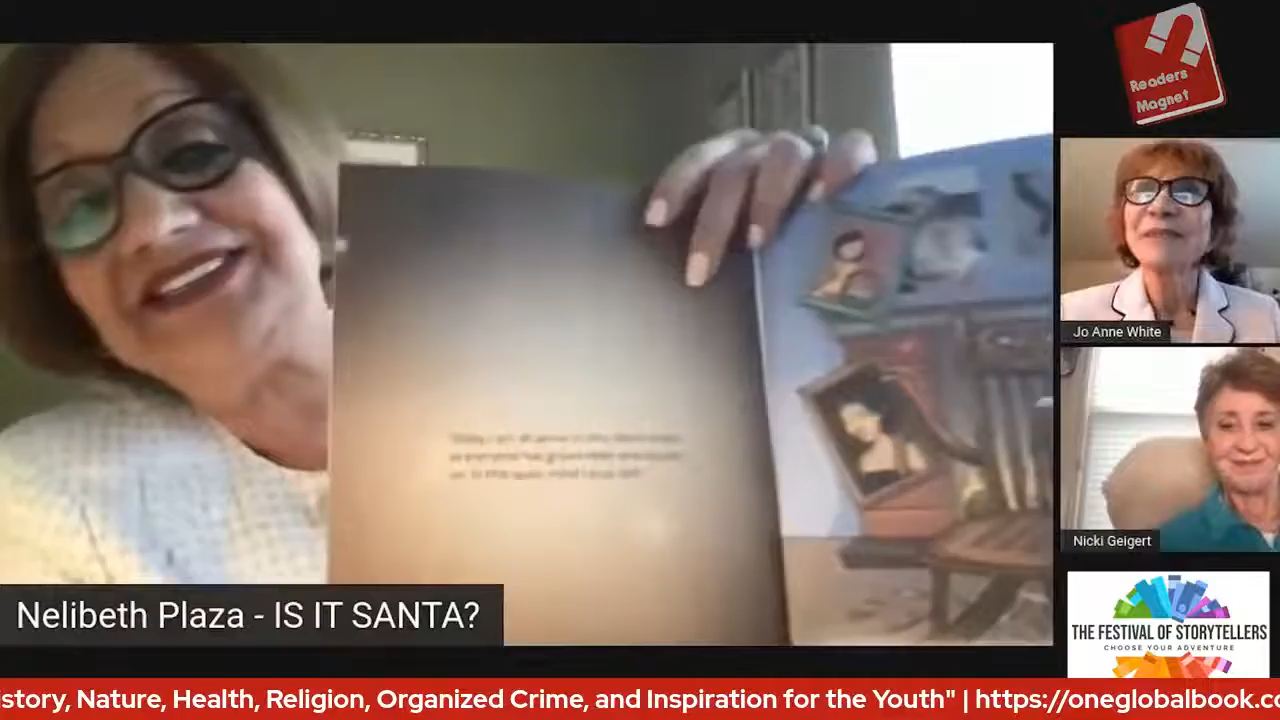 Readers
Magnet
Jo Anne White
Nicki Geigert
Nelibeth Plaza - IS IT SANTA?
THE FESTIVAL OF STORYTELLERS
CHOOSE YOUR ADVENTURE
istory, Nature, Health, Religion, Organized Crime, and Inspiration for the Youth" | https://oneglobalbook.co